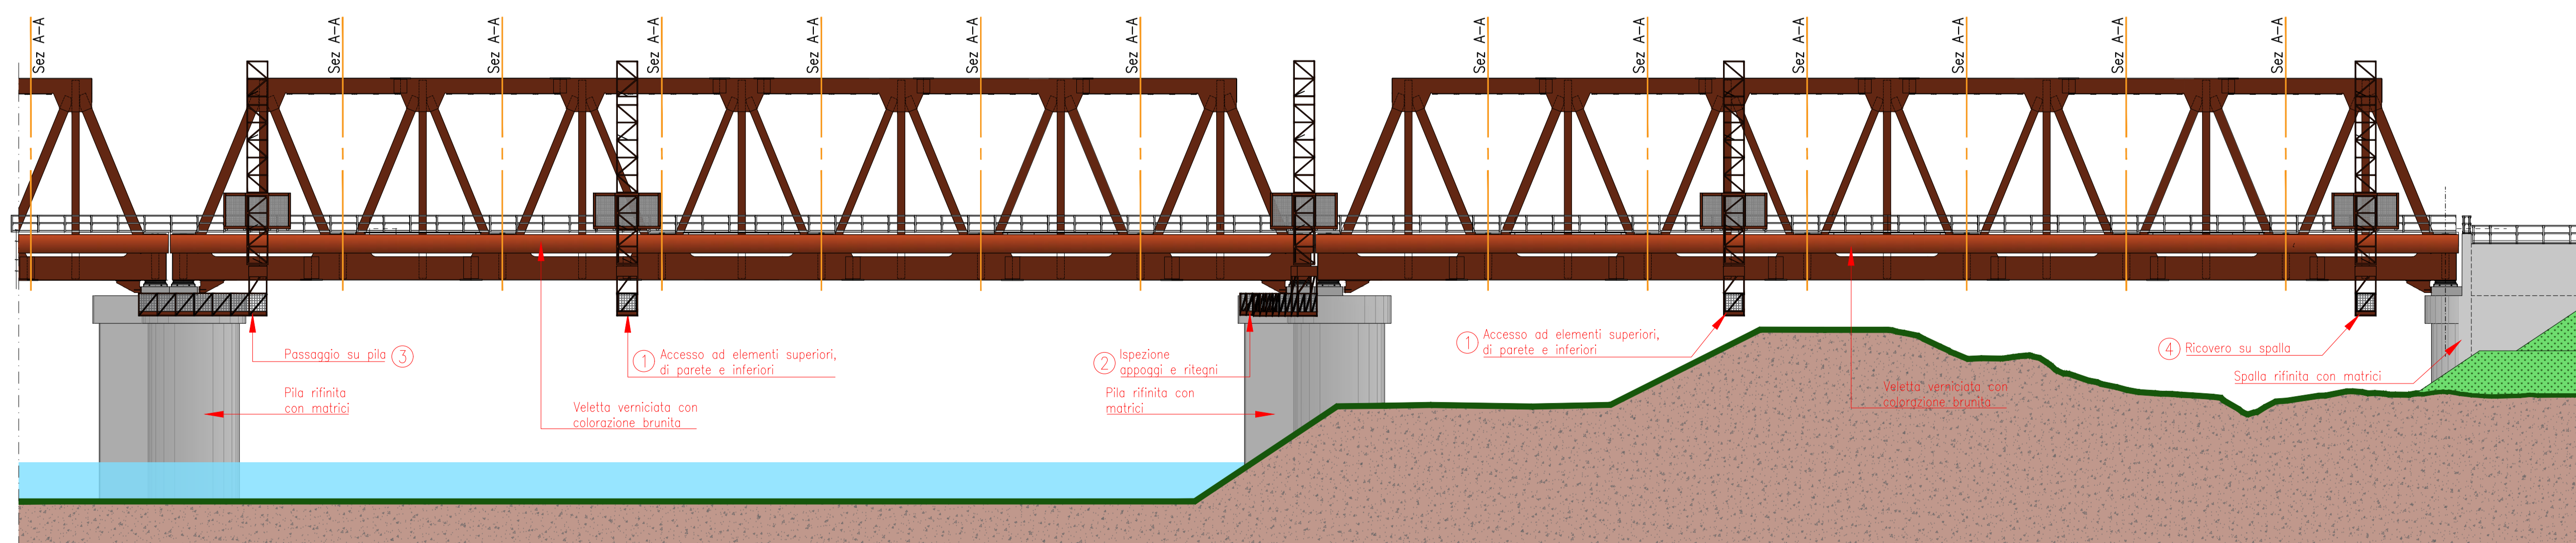 Sez A-A
Sez A-A
Sez A-A
Sez A-A
Sez A-A
Sez A-A
Sez A-A
Sez A-A
Sez A-A
Sez A-A
Sez A-A
Sez A-A
Sez A-A
Passaggio su pila 3
Pila rifinita
con matrici
Veletta verniciata con
colorazione brunita
1 Accesso ad elementi superiori,
di parete e inferiori
2 Ispezione
appoggi e ritegni
Pila rifinita con
matrici
1 Accesso ad elementi superiori,
di parete e inferiori
Veletta verniciata con
colorazione brunita
4 Ricovero su spalla
Spalla rifinita con matrici